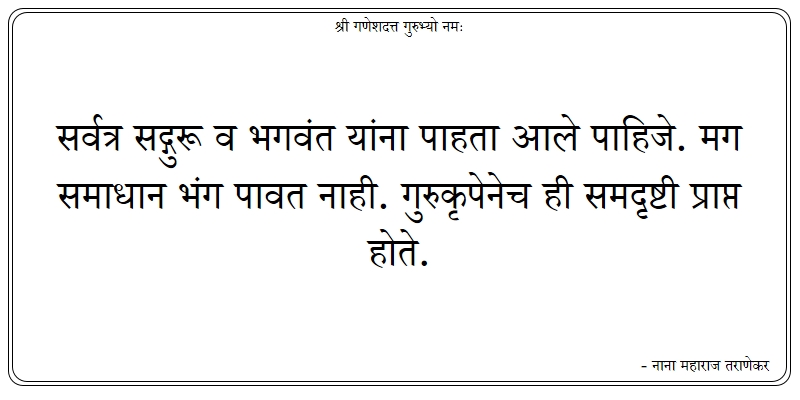 श्री गणेशदत्त गुरुभ्यो नमः
सर्वत्र सद्गुरू व भगवंत यांना पाहता आले पाहिजे. मग
समाधान भंग पावत नाही. गुरुकृपेनेच ही समदृष्टी प्राप्त
होते.
- नाना महाराज तराणेकर